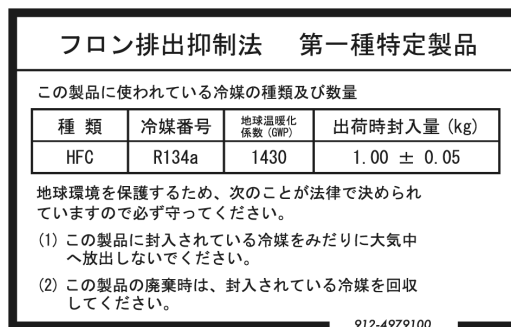 フロン排出抑制法　第一種特定製品
この製品に使われている冷媒の種類及び数量
種 類 冷媒番号 地球温暖化係数(GWP) 出荷時封入量(kg)
HFC R134a 1430 1.00 ± 0.05
地球環境を保護するため、次のことが法律で決められ
ていますので必ず守ってください。
(1) この製品に封入されている冷媒をみだりに大気中
へ放出しないでください。
(2) この製品の廃棄時は、封入されている冷媒を回収
してください。
912-4979100